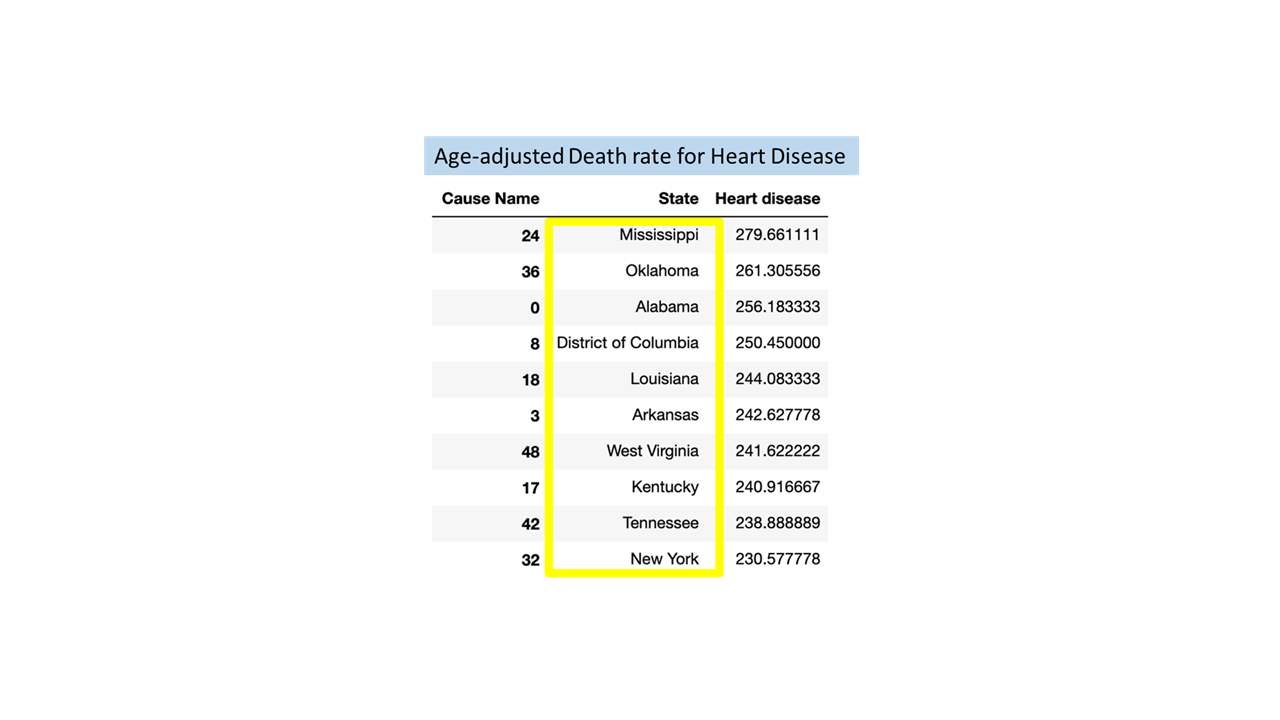 Age-adjusted Death rate for Heart Disease
Cause Name State Heart disease
24 Mississippi 279.661111
36 Oklahoma 261.305556
0 Alabama 256.183333
8 District of Columbia 250.450000
18 Louisiana 244.083333
3 Arkansas 242.627778
48 West Virginia 241.622222
17 Kentucky 240.916667
42 Tennessee 238.888889
32 New York 230.577778